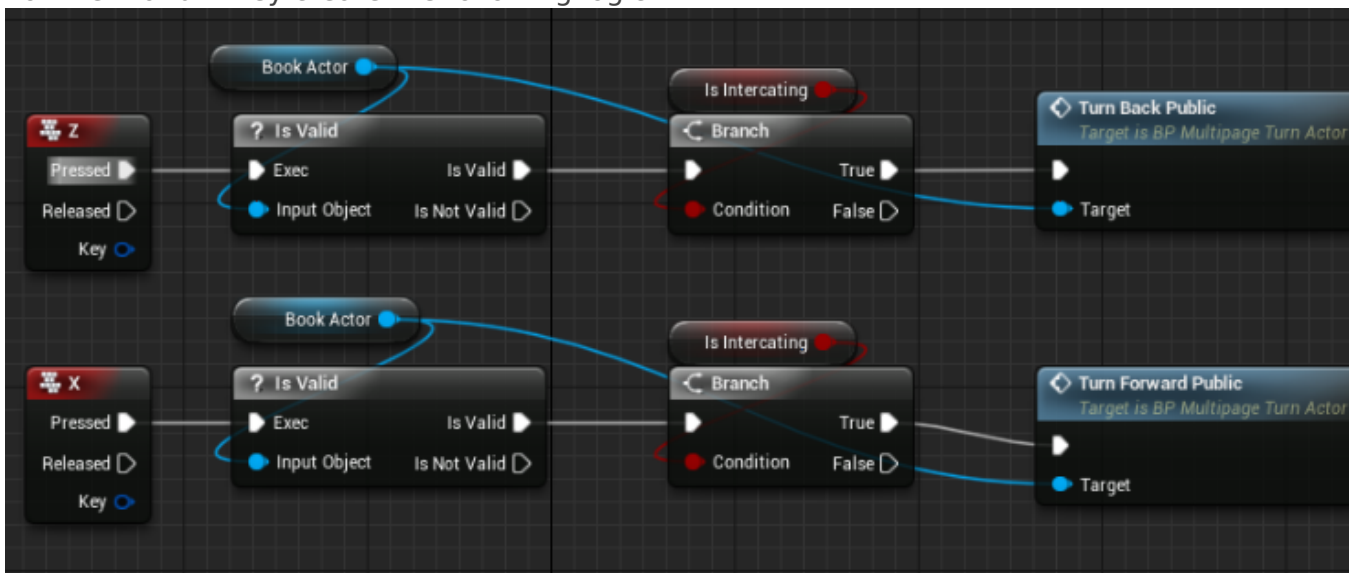 Book Actor
Is Intercating
Turn Back Public
Target is BP Multipage Turn Actor
Z
? Is Valid
Branch
Pressed
Exec
Is Valid
True
Released
Input Object
Is Not Valid
Condition
False
Target
Key
Book Actor
Is Intercating
X
? Is Valid
Branch
Turn Forward Public
Target is BP Multipage Turn Actor
Pressed
Exec
Is Valid
True
Released
Input Object
Is Not Valid
Condition
False
Target
Key